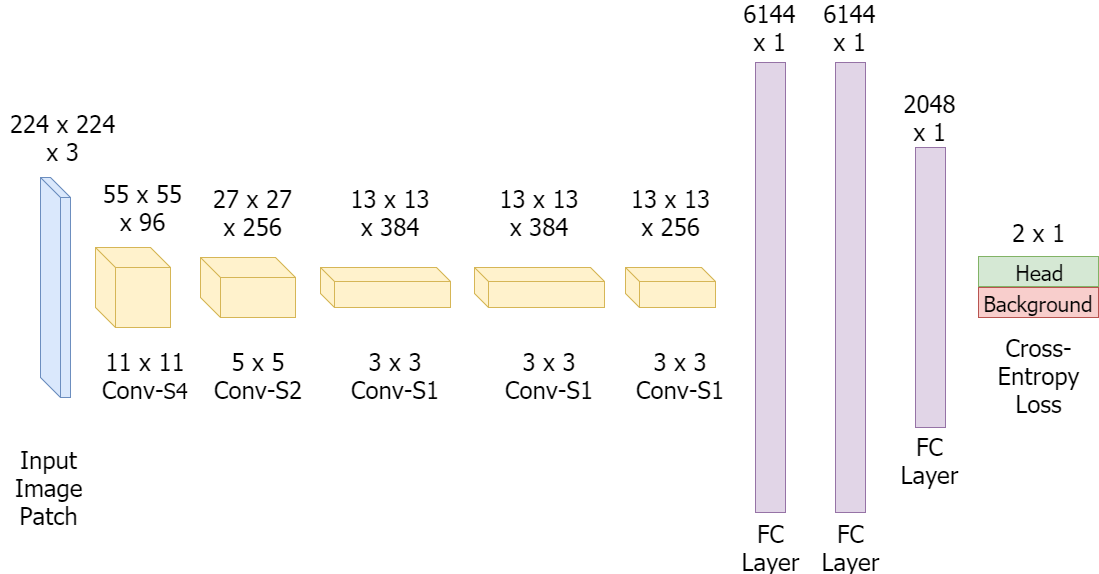 224 x 224
x 3
Input
Image
Patch
55 x 55
x 96
11 x 11
Conv-S4
27 x 27
x 256
5 x 5
Conv-S2
13 x 13
x 384
3 x 3
Conv-S1
13 x 13
x 384
3 x 3
Conv-S1
13 x 13
x 256
3 x 3
Conv-S1
6144
x 1
FC
Layer
6144
x 1
FC
Layer
2048
x 1
FC
Layer
2 x 1
Head
Background
Cross-
Entropy
Loss